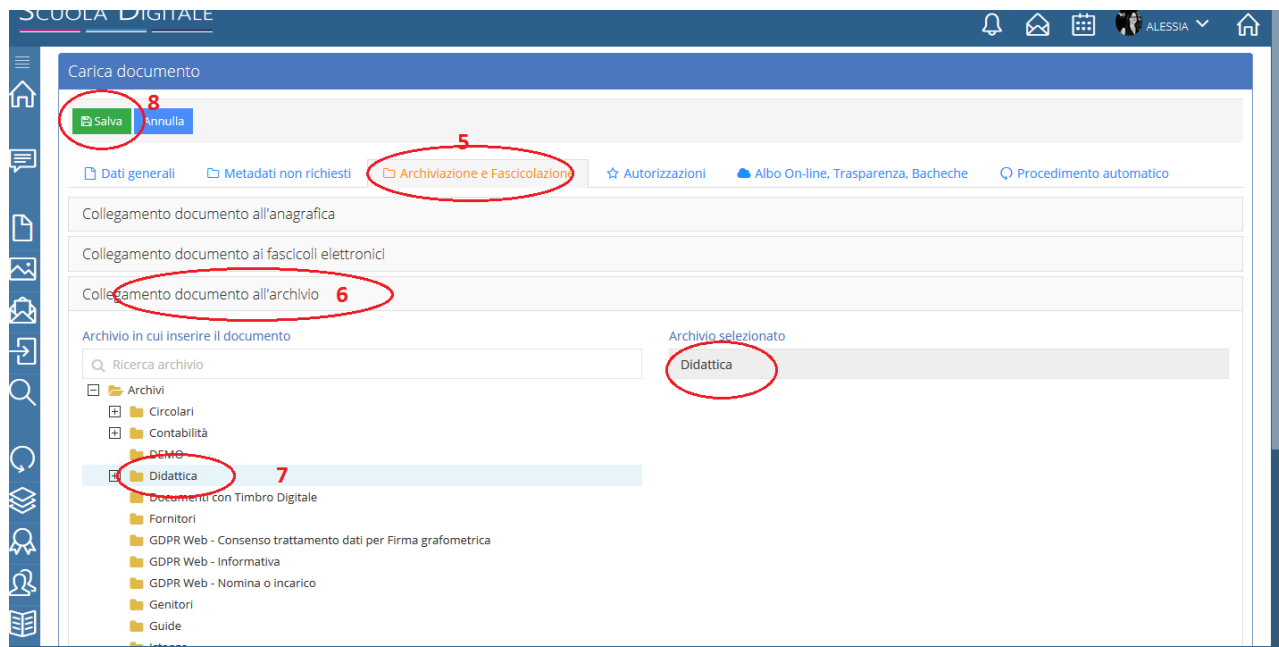 SCUOLA DIGITALE
ALESSIA
Carica documento
8
Salva Annulla
5
Dati generali Metadati non richiesti Archiviazione e Fascicolazione Autorizzazioni Albo On-line, Trasparenza, Bacheche Procedimento automatico
Collegamento documento all'anagrafica
Collegamento documento ai fascicoli elettronici
Collegamento documento all'archivio 6
Archivio in cui inserire il documento Archivio selezionato
Ricerca archivio Didattica
Archivi
Circolari
Contabilità
DEMO
Didattica 7
Documenti con Timbro Digitale
Fornitori
GDPR Web - Consenso trattamento dati per Firma grafometrica
GDPR Web - Informativa
GDPR Web - Nomina o incarico
Genitori
Guide